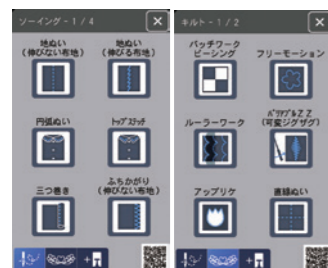 ソーイング - 1 / 4
地ぬい
(伸びない布地)
地ぬい
(伸びる布地)
円弧ぬい
トップステッチ
三つ巻き
ふちかがり
(伸びない布地)
キルト - 1 / 2
パッチワーク
ピーシング
フリーモーション
ルーラーワーク
バリアブルZ Z
(可変ジグザグ)
アップリケ
直線ぬい